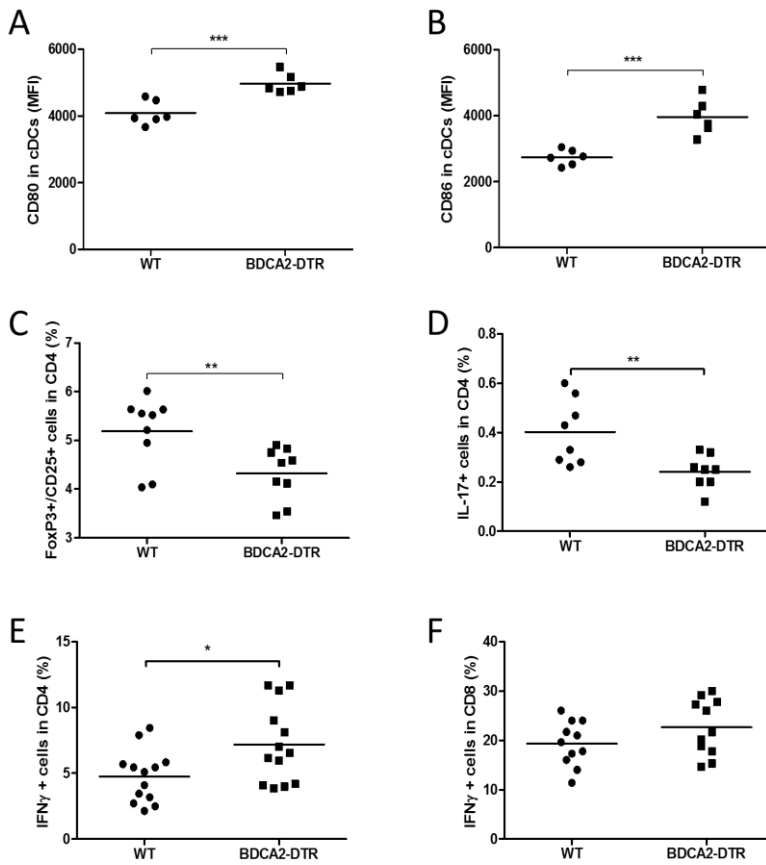 A
CD80 in cDCs (MFI)
6000
4000
2000
0
***
WT
BDCA2-DTR
B
CD86 in cDCs (MFI)
6000
4000
2000
0
***
WT
BDCA2-DTR
C
FoxP3+/CD25+ cells in CD4 (%)
7
6
5
4
3
**
WT
BDCA2-DTR
D
IL-17+ cells in CD4 (%)
0.6
0.4
0.2
0.0
**
WT
BDCA2-DTR
E
IFNγ + cells in CD4 (%)
15
10
5
0
*
WT
BDCA2-DTR
F
IFNγ + cells in CD8 (%)
40
30
20
10
0
WT
BDCA2-DTR